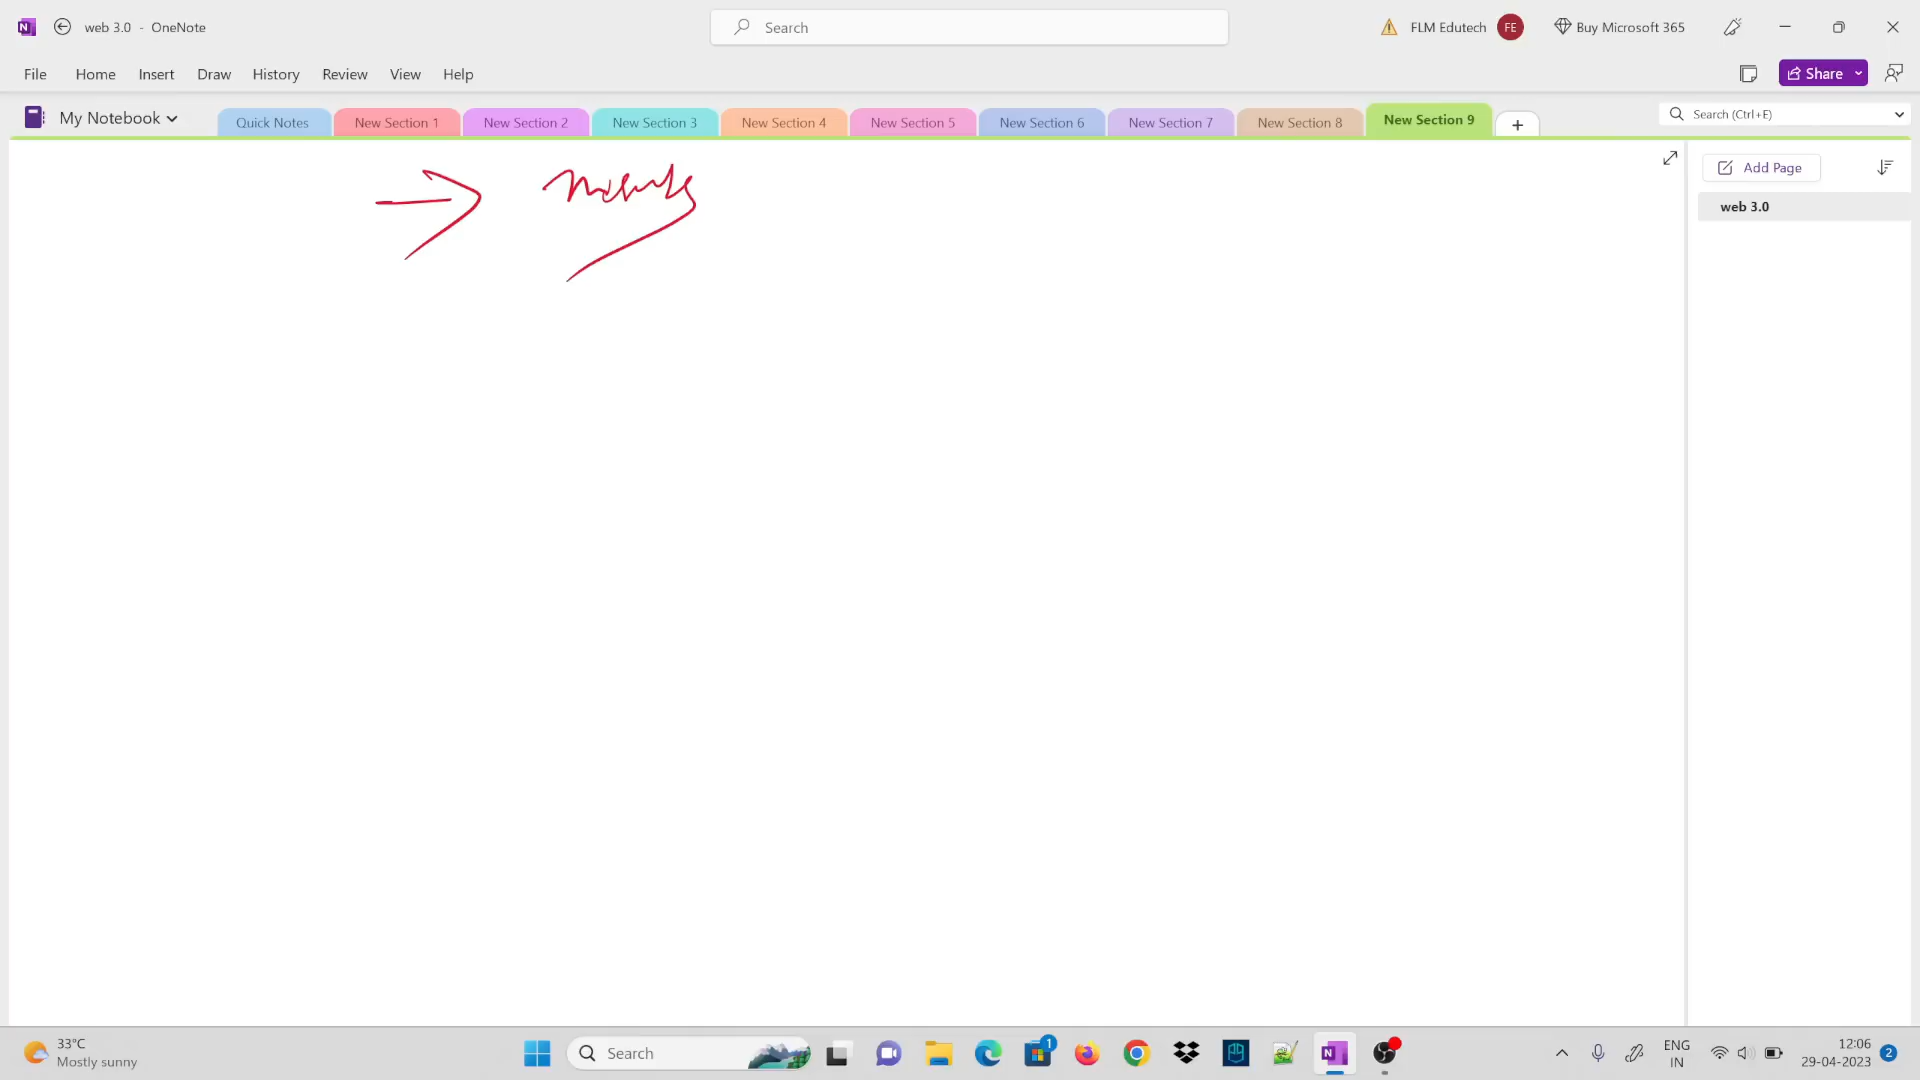 web 3.0 - OneNote
Search
FLM Edutech
FE
Buy Microsoft 365
File
Home
Insert
Draw
History
Review
View
Help
Share
My Notebook
Quick Notes
New Section 1
New Section 2
New Section 3
New Section 4
New Section 5
New Section 6
New Section 7
New Section 8
New Section 9
+
Search (Ctrl+E)
Add Page
web 3.0
33°C
Mostly sunny
Search
1
ENG
IN
12:06
29-04-2023
2